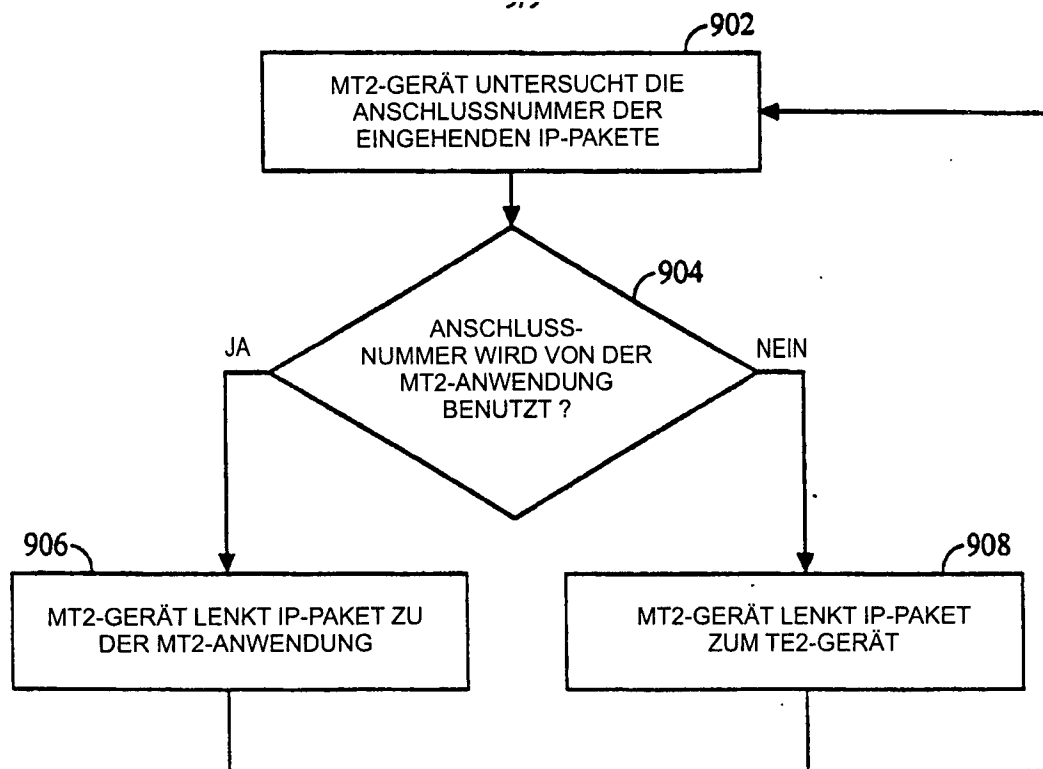 902
MT2-GERÄT UNTERSUCHT DIE
ANSCHLUSSNUMMER DER
EINGEHENDEN IP-PAKETE
904
ANSCHLUSS-
NUMMER WIRD VON DER
MT2-ANWENDUNG
BENUTZT ?
JA
NEIN
906
MT2-GERÄT LENKT IP-PAKET ZU
DER MT2-ANWENDUNG
908
MT2-GERÄT LENKT IP-PAKET
ZUM TE2-GERÄT